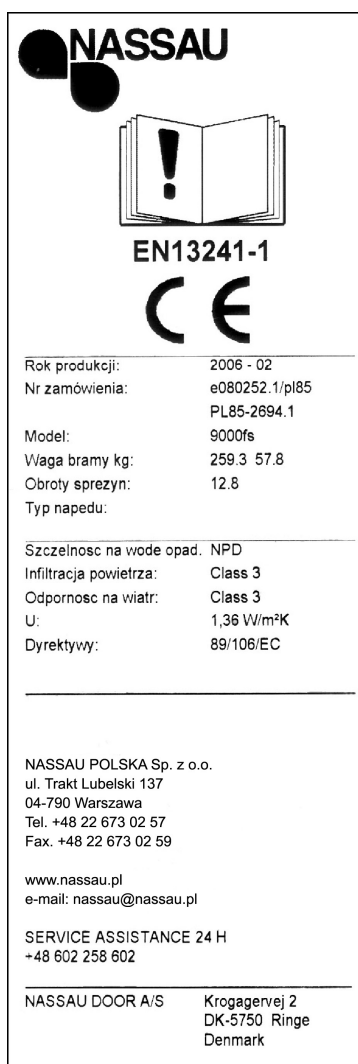 NASSAU
!
EN13241-1
CE
Rok produkcji: 2006 - 02
Nr zamówienia: e080252.1/pl85
PL85-2694.1
Model: 9000fs
Waga bramy kg: 259.3 57.8
Obroty sprezyn: 12.8
Typ napedu:
Szczelnosc na wode opad. NPD
Infiltracja powietrza: Class 3
Odpornosc na wiatr: Class 3
U: 1,36 W/m²K
Dyrektywy: 89/106/EC
NASSAU POLSKA Sp. z o.o.
ul. Trakt Lubelski 137
04-790 Warszawa
Tel. +48 22 673 02 57
Fax. +48 22 673 02 59
www.nassau.pl
e-mail: nassau@nassau.pl
SERVICE ASSISTANCE 24 H
+48 602 258 602
NASSAU DOOR A/S Krogagervej 2
DK-5750 Ringe
Denmark